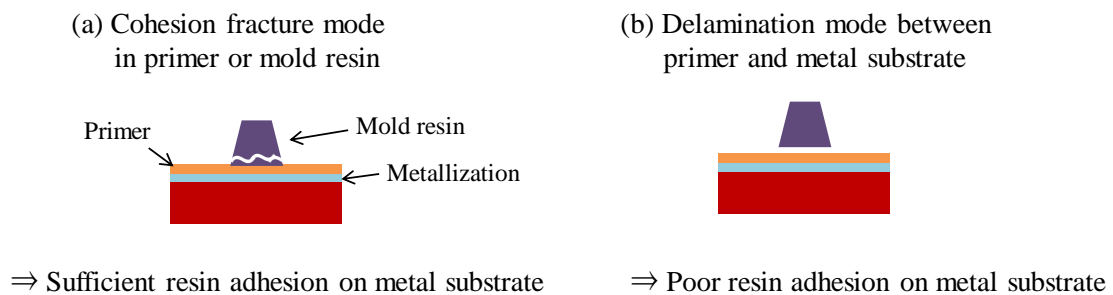 (a) Cohesion fracture mode
in primer or mold resin
(b) Delamination mode between
primer and metal substrate
Primer
Mold resin
Metallization
⇒ Sufficient resin adhesion on metal substrate
⇒ Poor resin adhesion on metal substrate